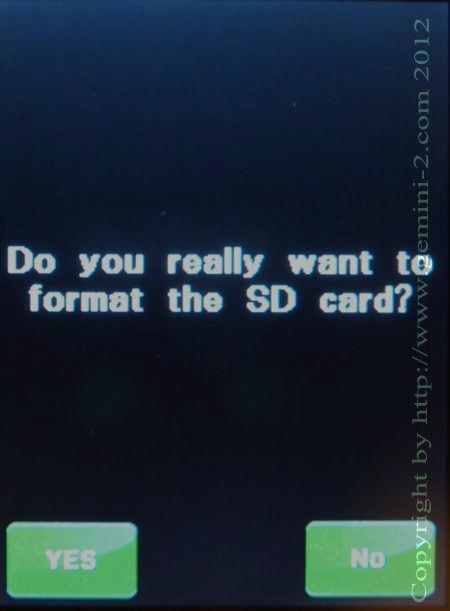 Do you really want to
format the SD card?
YES
No
Copyright by http://www.gemini-2.com 2012